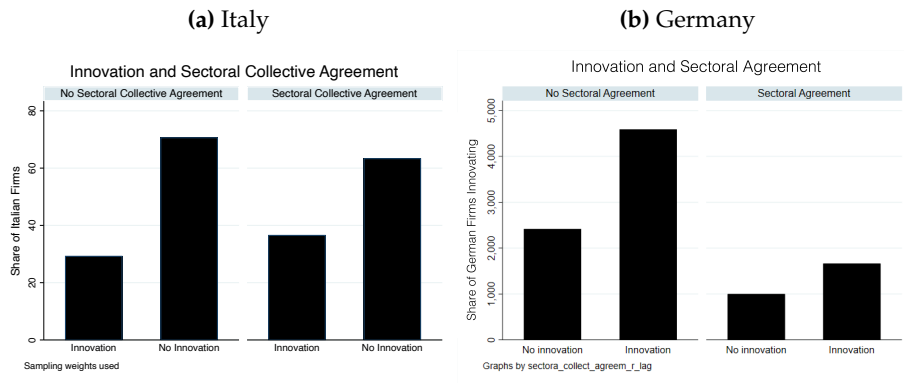 (a) Italy
Innovation and Sectoral Collective Agreement
No Sectoral Collective Agreement
Sectoral Collective Agreement
Share of Italian Firms
80
60
40
20
0
Innovation
No Innovation
Innovation
No Innovation
Sampling weights used
(b) Germany
Innovation and Sectoral Agreement
No Sectoral Agreement
Sectoral Agreement
Share of German Firms Innovating
5,000
4,000
3,000
2,000
1,000
0
No innovation
Innovation
No innovation
Innovation
Graphs by sectora_collect_agreem_r_lag